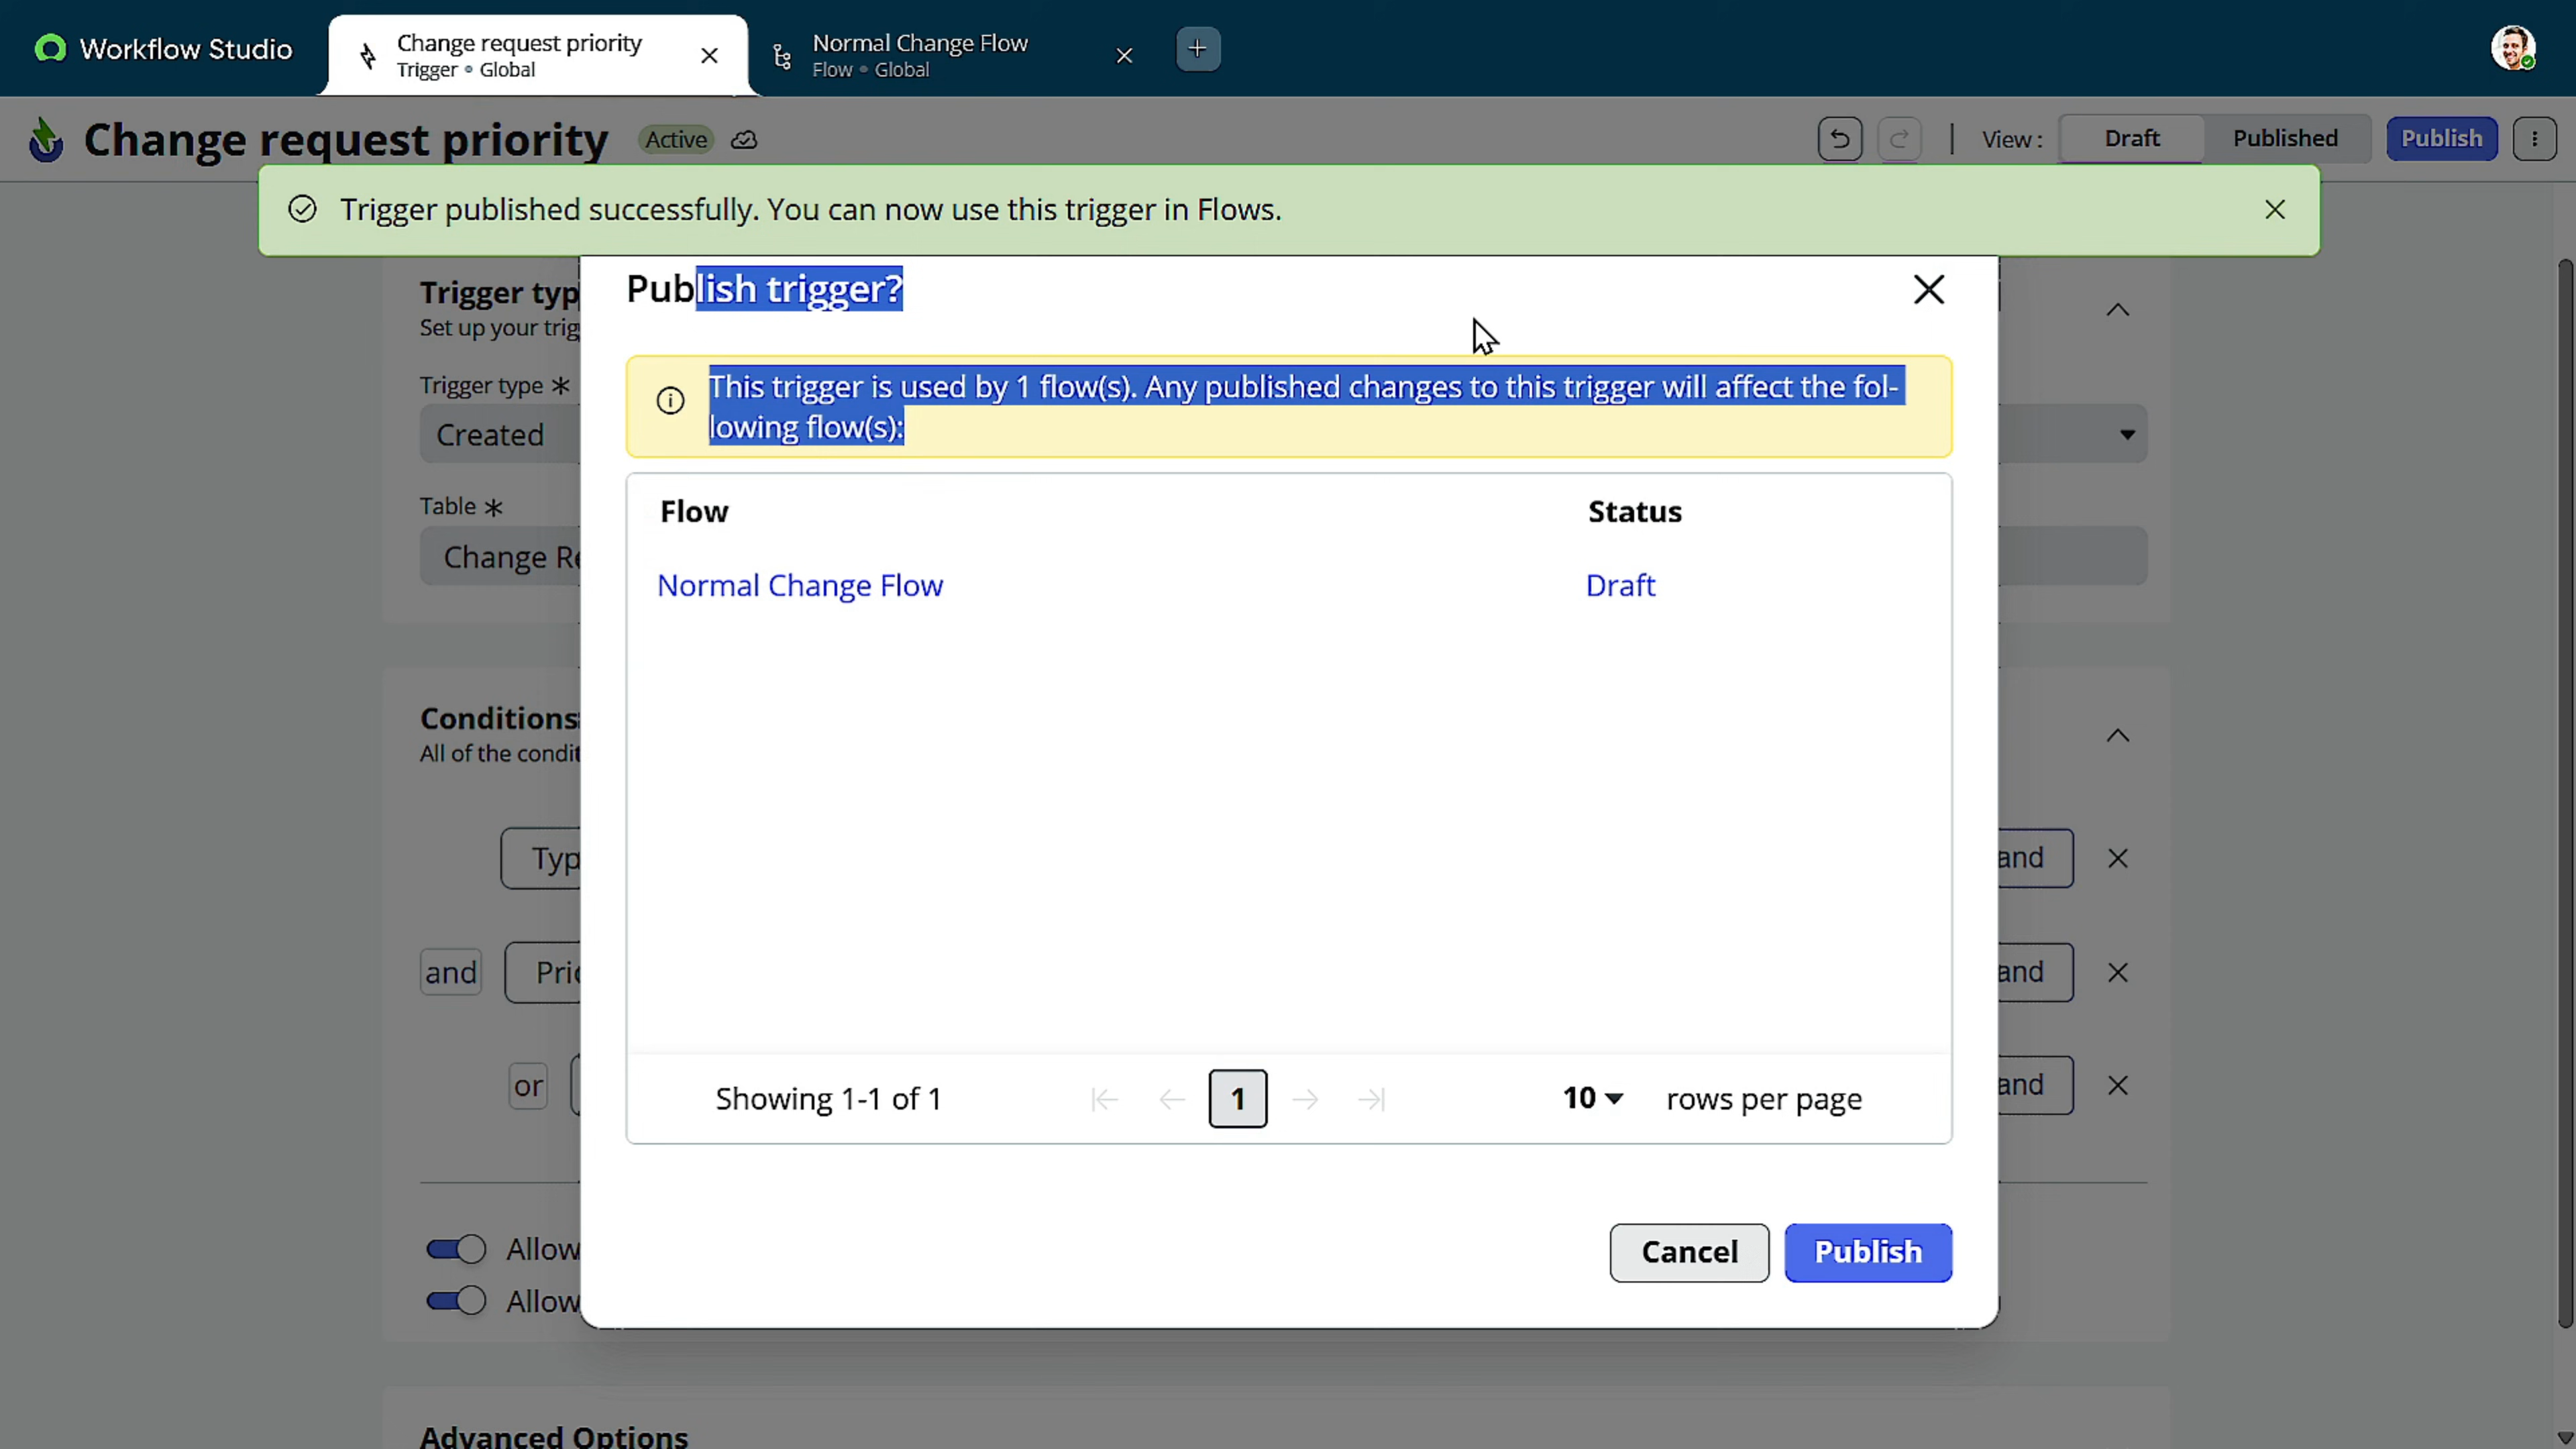 Workflow Studio
Change request priority
Trigger • Global
Normal Change Flow
Flow • Global
Change request priority
Active
View :
Draft
Published
Publish
Trigger published successfully. You can now use this trigger in Flows.
Publish trigger?
This trigger is used by 1 flow(s). Any published changes to this trigger will affect the fol-
lowing flow(s):
Flow
Status
Normal Change Flow
Draft
Showing 1-1 of 1
1
10
rows per page
Cancel
Publish
Trigger typ
Set up your trig
Trigger type *
Created
Table *
Change Re
Conditions
All of the condit
Typ
and
and
Pric
and
or
and
Allow
Allow
Advanced Options